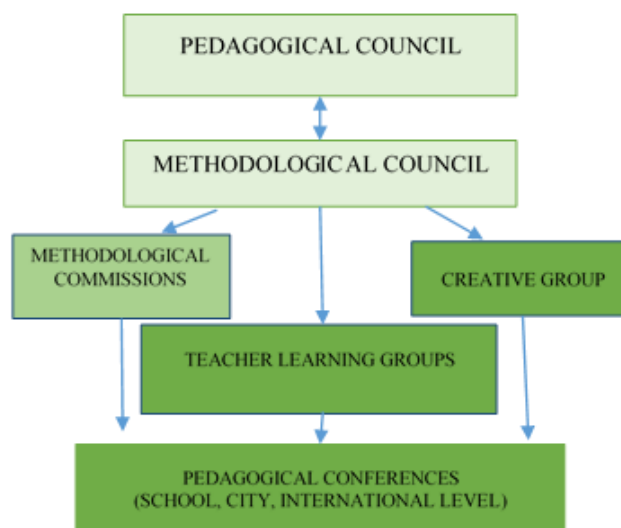 PEDAGOGICAL COUNCIL
METHODOLOGICAL COUNCIL
METHODOLOGICAL
COMMISSIONS
CREATIVE GROUP
TEACHER LEARNING GROUPS
PEDAGOGICAL CONFERENCES
(SCHOOL, CITY, INTERNATIONAL LEVEL)